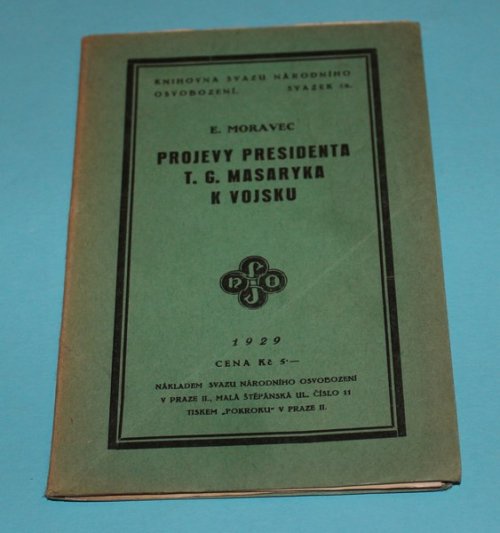 KNIHOVNA SVAZU NÁRODNÍHO
OSVOBOZENÍ. SVAZEK
E. MORAVEC
PROJEVY PRESIDENTA
T. G. MASARYKA
K VOJSKU
1929
CENA Kč 5·—
NÁKLADEM SVAZU NÁRODNÍHO OSVOBOZENÍ
V PRAZE II., MALÁ ŠTĚPÁNSKÁ UL. ČÍSLO 11
TISKEM „POKROKU" V PRAZE II.